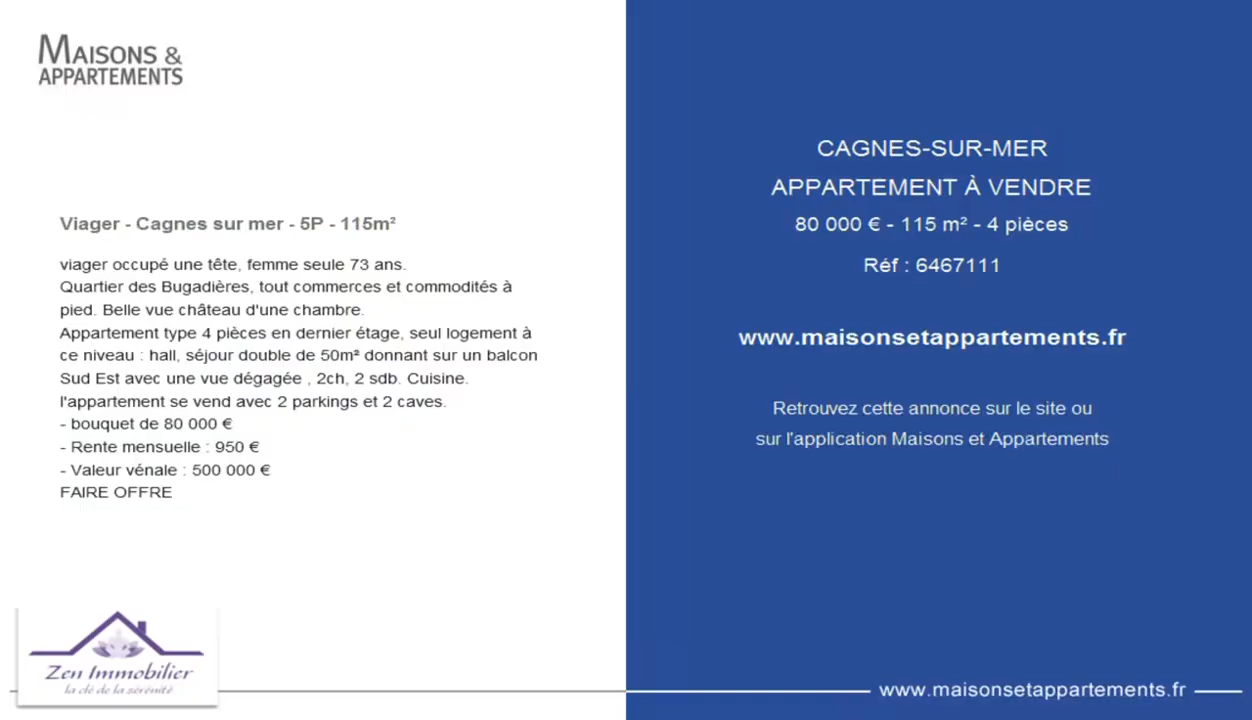 MAISONS &
APPARTEMENTS
Viager - Cagnes sur mer - 5P - 115m²
viager occupé une tête, femme seule 73 ans.
Quartier des Bugadières, tout commerces et commodités à
pied. Belle vue château d'une chambre.
Appartement type 4 pièces en dernier étage, seul logement à
ce niveau : hall, séjour double de 50m² donnant sur un balcon
Sud Est avec une vue dégagée , 2ch, 2 sdb. Cuisine.
l'appartement se vend avec 2 parkings et 2 caves.
- bouquet de 80 000 €
- Rente mensuelle : 950 €
- Valeur vénale : 500 000 €
FAIRE OFFRE
Zen Immobilier
la clé de la sérénité
CAGNES-SUR-MER
APPARTEMENT À VENDRE
80 000 € - 115 m² - 4 pièces
Réf : 6467111
www.maisonsetappartements.fr
Retrouvez cette annonce sur le site ou
sur l'application Maisons et Appartements
www.maisonsetappartements.fr